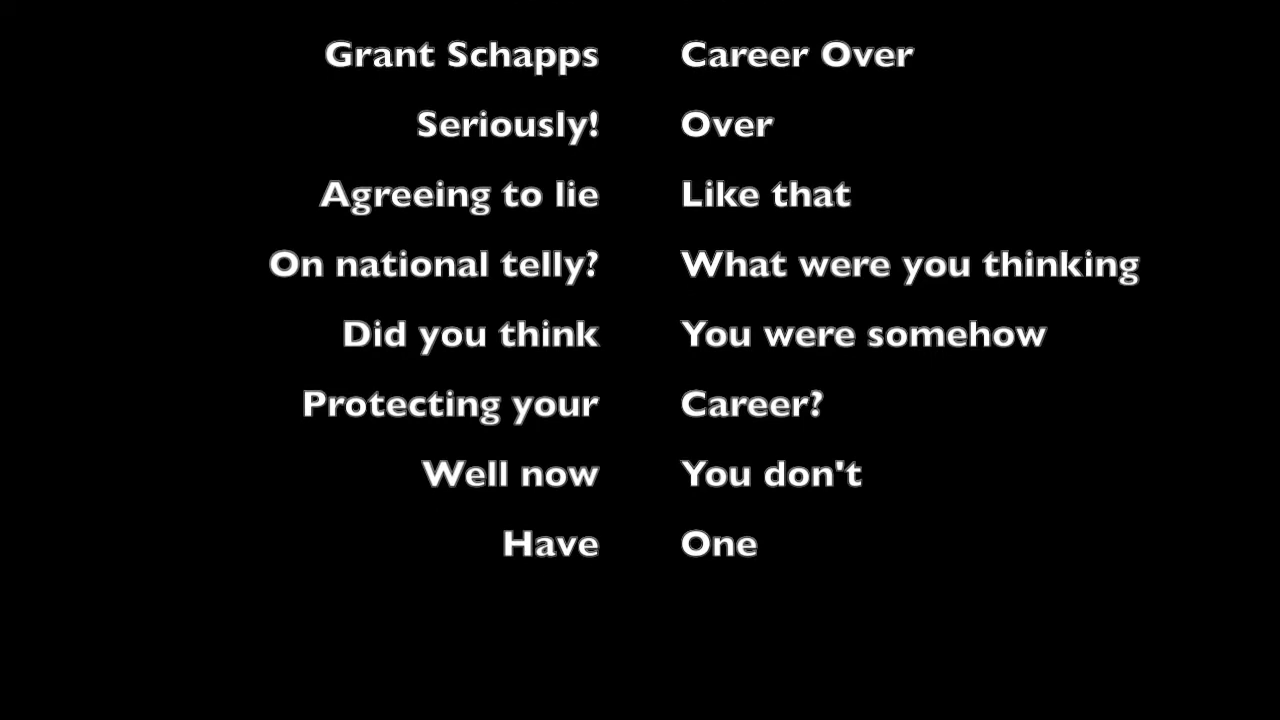 Grant Schapps Career Over
Seriously! Over
Agreeing to lie Like that
On national telly? What were you thinking
Did you think You were somehow
Protecting your Career?
Well now You don't
Have One